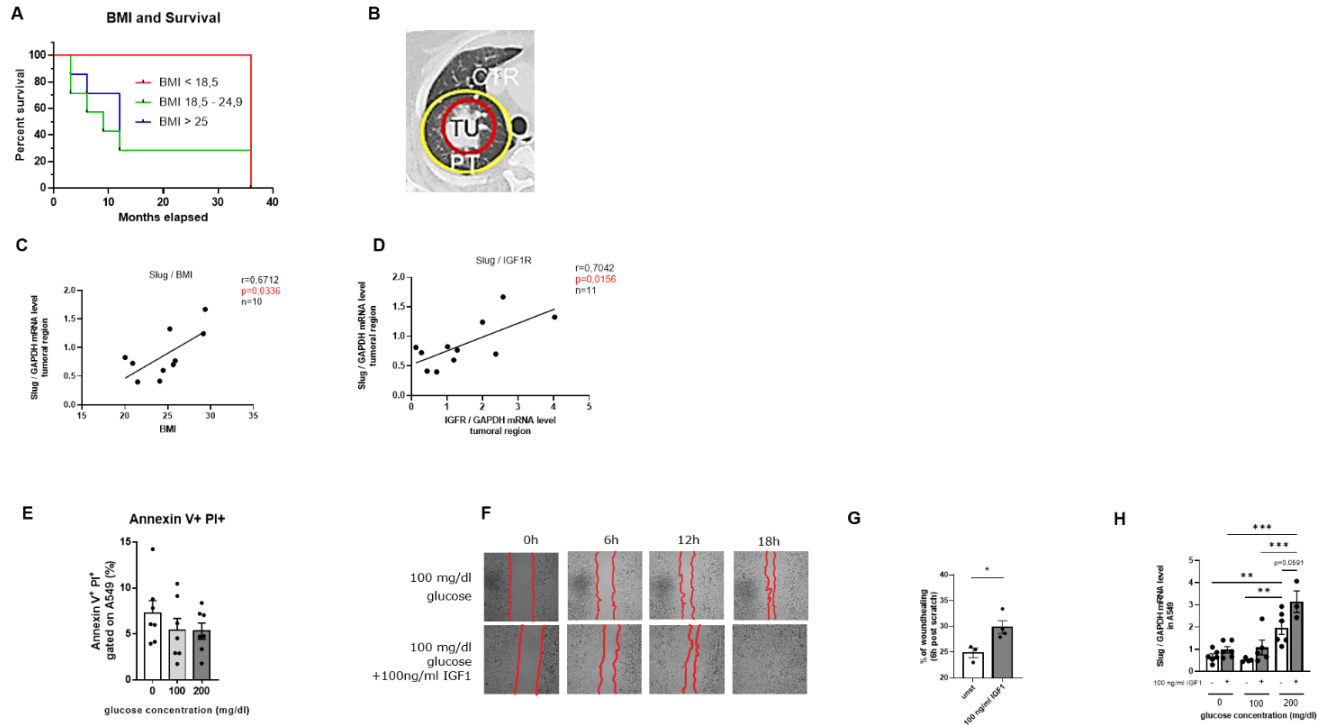 A
BMI and Survival
Percent survival
100
80
60
40
20
0
BMI < 18,5
BMI 18,5 - 24,9
BMI > 25
0 10 20 30 40
Months elapsed
B
CTR
TU
PT
C
Slug / BMI
r=0,6712
p=0,0336
n=10
Slug / GAPDH mRNA level
tumoral region
2.0
1.5
1.0
0.5
0.0
15 20 25 30 35
BMI
D
Slug / IGF1R
r=0,7042
p=0,0156
n=11
Slug / GAPDH mRNA level
tumoral region
2.0
1.5
1.0
0.5
0.0
0 1 2 3 4 5
IGFR / GAPDH mRNA level
tumoral region
E
Annexin V+ PI+
Annexin V+ PI+
gated on A549 (%)
15
10
5
0
0 100 200
glucose concentration (mg/dl)
F
0h 6h 12h 18h
100 mg/dl
glucose
100 mg/dl
glucose
+100ng/ml IGF1
G
% of woundhealing
(6h post scratch)
40
35
30
25
20
*
unst
100 ng/ml IGF1
H
Slug / GAPDH mRNA level
in A549
5
4
3
2
1
0
***
***
p=0.0591
**
**
100 ng/ml IGF1 - + - + - +
0 100 200
glucose concentration (mg/dl)